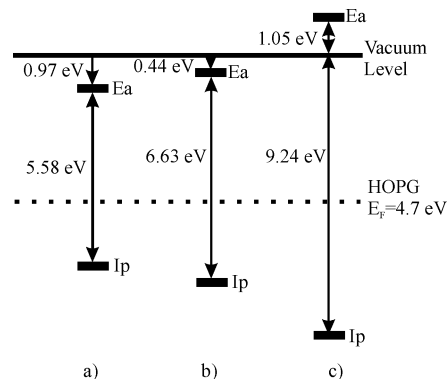 Ea
1.05 eV
Vacuum
Level
0.97 eV
0.44 eV
Ea
Ea
5.58 eV
6.63 eV
9.24 eV
HOPG
E_F=4.7 eV
Ip
Ip
Ip
a)
b)
c)